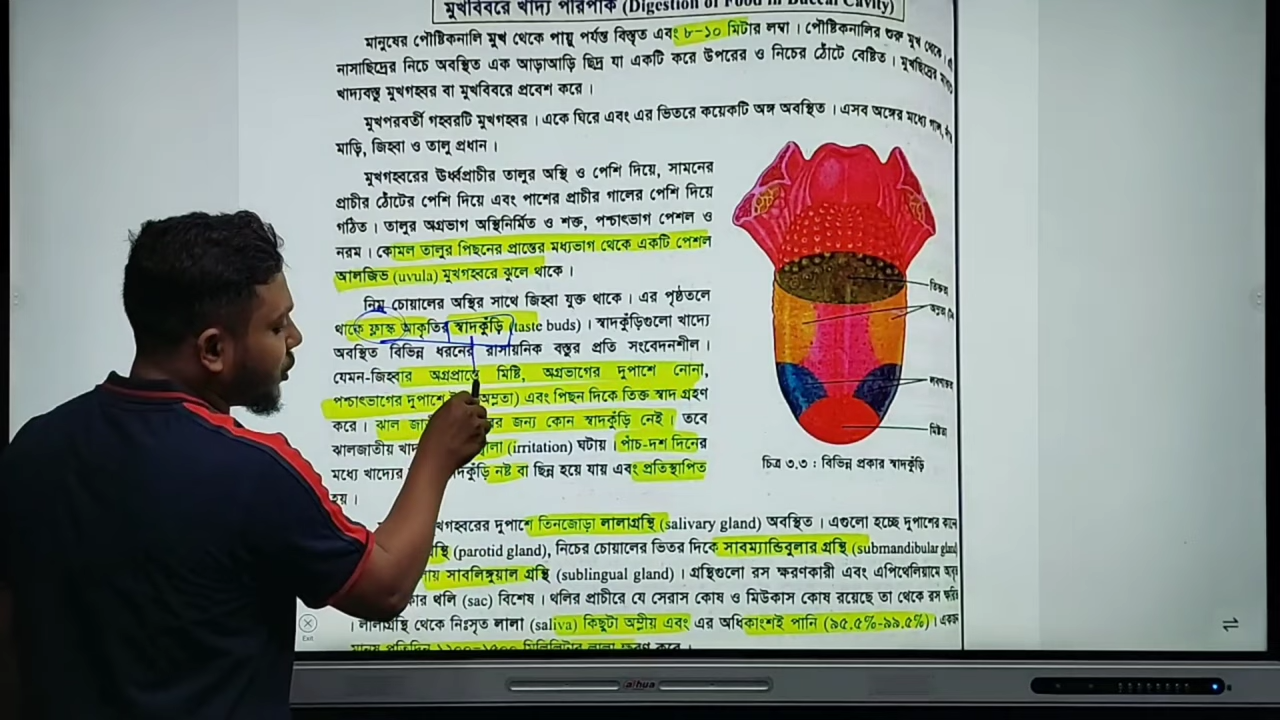 মুখবিবরে খাদ্য পরিপাক (Digestion of Food in Buccal Cavity)
মানুষের পৌষ্টিকনালি মুখ থেকে পায়ু পর্যন্ত বিস্তৃত এবং ৮-১০ মিটার লম্বা। পৌষ্টিকনালির শুরু মুখ থেকে।
নাসাছিদ্রের নিচে অবস্থিত এক আড়াআড়ি ছিদ্র যা একটি করে উপরের ও নিচের ঠোঁটে বেষ্টিত। মুখছিদ্রের
খাদ্যবস্তু মুখগহ্বর বা মুখবিবরে প্রবেশ করে।
মুখপরবর্তী গহ্বরটি মুখগহ্বর। একে ঘিরে এবং এর ভিতরে কয়েকটি অঙ্গ অবস্থিত। এসব অঙ্গের মধ্যে গাল,
মাড়ি, জিহ্বা ও তালু প্রধান।
মুখগহ্বরের ঊর্ধ্বপ্রাচীর তালুর অস্থি ও পেশি দিয়ে, সামনের
প্রাচীর ঠোঁটের পেশি দিয়ে এবং পাশের প্রাচীর গালের পেশি দিয়ে
গঠিত। তালুর অগ্রভাগ অস্থিনির্মিত ও শক্ত, পশ্চাৎভাগ পেশল ও
নরম। কোমল তালুর পিছনের প্রান্তের মধ্যভাগ থেকে একটি পেশল
আলজিভ (uvula) মুখগহ্বরে ঝুলে থাকে।
নিম্ন চোয়ালের অস্থির সাথে জিহ্বা যুক্ত থাকে। এর পৃষ্ঠতলে
থাকে ফ্লাস্ক আকৃতির স্বাদকুঁড়ি (taste buds)। স্বাদকুঁড়িগুলো খাদ্যে
অবস্থিত বিভিন্ন ধরনের রাসায়নিক বস্তুর প্রতি সংবেদনশীল।
যেমন-জিহ্বার অগ্রপ্রান্তে মিষ্টি, অগ্রভাগের দুপাশে নোনা,
পশ্চাৎভাগের দুপাশে অম্লতা) এবং পিছন দিকে তিক্ত স্বাদ গ্রহণ
করে। ঝাল জন্য কোন স্বাদকুঁড়ি নেই। তবে
ঝালজাতীয় (irritation) ঘটায়। পাঁচ-দশ দিনের
মধ্যে খাদ্যের নষ্ট বা ছিন্ন হয়ে যায় এবং প্রতিস্থাপিত
হয়।
তিক্ততা
মিষ্টতা
চিত্র ৩.৩ : বিভিন্ন প্রকার স্বাদকুঁড়ি
দুপাশে তিনজোড়া লালাগ্রন্থি (salivary gland) অবস্থিত। এগুলো হচ্ছে দুপাশের কানের
(parotid gland), নিচের চোয়ালের ভিতর দিকে সাবম্যান্ডিবুলার গ্রন্থি (submandibular gland)
সাবলিঙ্গুয়াল গ্রন্থি (sublingual gland)। গ্রন্থিগুলো রস ক্ষরণকারী এবং এপিথেলিয়ামে
থলি (sac) বিশেষ। থলির প্রাচীরে যে সেরাস কোষ ও মিউকাস কোষ রয়েছে তা থেকে রস
। লালাগ্রন্থি থেকে নিঃসৃত লালা (saliva) কিছুটা অম্লীয় এবং এর অধিকাংশই পানি (৯৫.৫%-৯৯.৫%)।
মানুষ প্রতিদিন মিলিলিটার লালা ক্ষরণ করে।
Exit
alhua